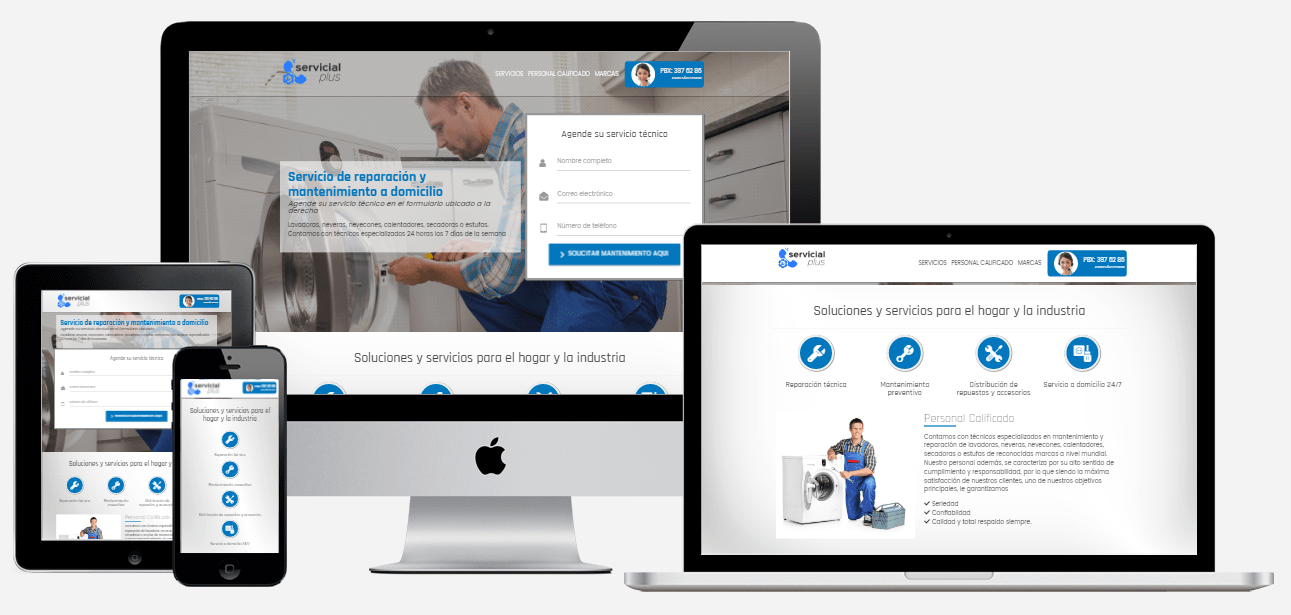 servicial
plus
SERVICIOS PERSONAL CALIFICADO MARCAS
PBX: 397 62 86
Agende su servicio técnico
Nombre completo
Correo electrónico
Número de teléfono
SOLICITAR MANTENIMIENTO AQUI
Servicio de reparación y
mantenimiento a domicilio
Agende su servicio técnico en el formulario ubicado a la
derecha
Lavadoras, neveras, nevecones, calentadores, secadoras o estufas.
Contamos con técnicos especializados 24 horas los 7 días de la semana
Soluciones y servicios para el hogar y la industria
servicial
plus
SERVICIOS PERSONAL CALIFICADO MARCAS
PBX: 397 62 86
Soluciones y servicios para el hogar y la industria
Reparación técnica
Mantenimiento
preventivo
Distribución de
repuestos y accesorios
Servicio a domicilio 24/7
Personal Calificado
Contamos con técnicos especializados en mantenimiento y
reparación de lavadoras, neveras, nevecones, calentadores,
secadoras o estufas de reconocidas marcas a nivel mundial.
Nuestro personal además, se caracteriza por su alto sentido de
cumplimiento y responsabilidad, por lo que siendo la máxima
satisfacción de nuestros clientes, uno de nuestros objetivos
principales, le garantizamos
Seriedad
Confiabilidad
Calidad y total respaldo siempre.
servicial
plus
Servicio de reparación y mantenimiento a domicilio
Agende su servicio técnico
Soluciones y servicios para el hogar y
Reparación técnica
Mantenimiento
preventivo
Distribución de
repuestos y accesorios
Personal Calificado
servicial
plus
Soluciones y servicios para el
hogar y la industria
Reparación técnica
Mantenimiento preventivo
Distribución de repuestos y accesorios
Servicio a domicilio 24/7